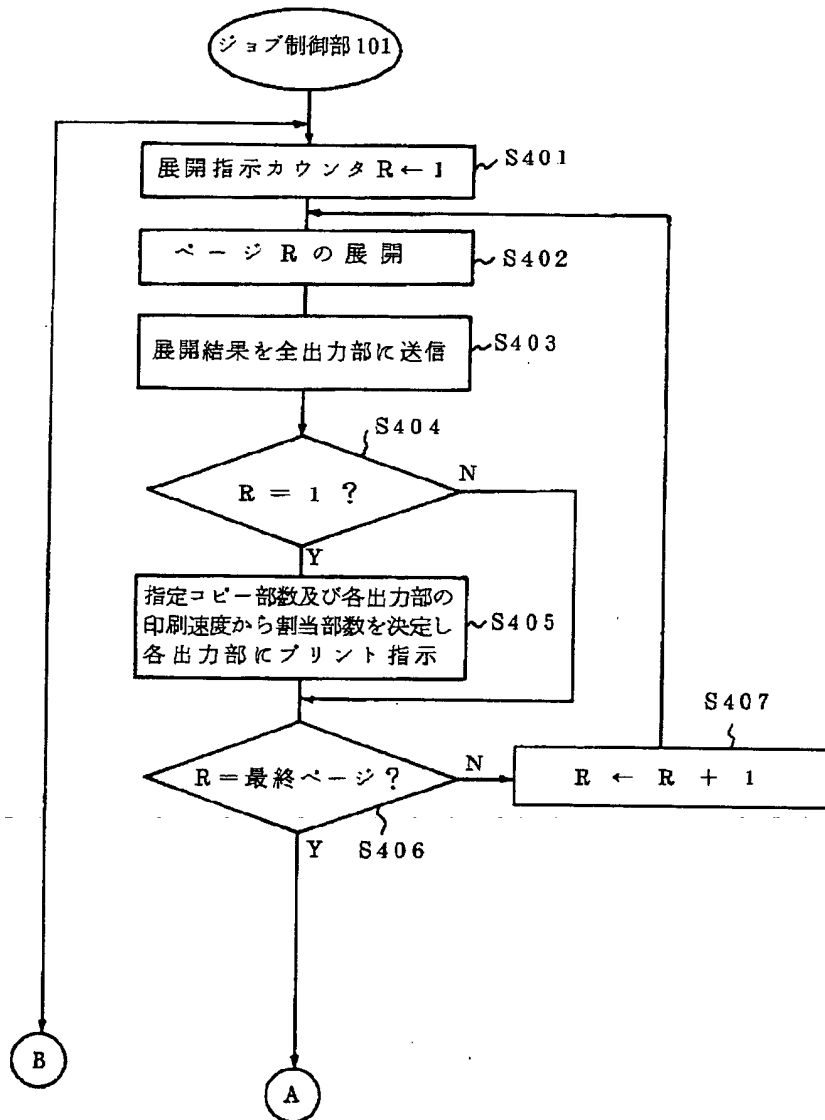 ジョブ制御部101
展開指示カウンタR←1
S401
ページRの展開
S402
展開結果を全出力部に送信
S403
S404
R = 1 ?
N
Y
指定コピー部数及び各出力部の
印刷速度から割当部数を決定し
各出力部にプリント指示
S405
S407
R=最終ページ?
N
R ← R + 1
Y
S406
B
A